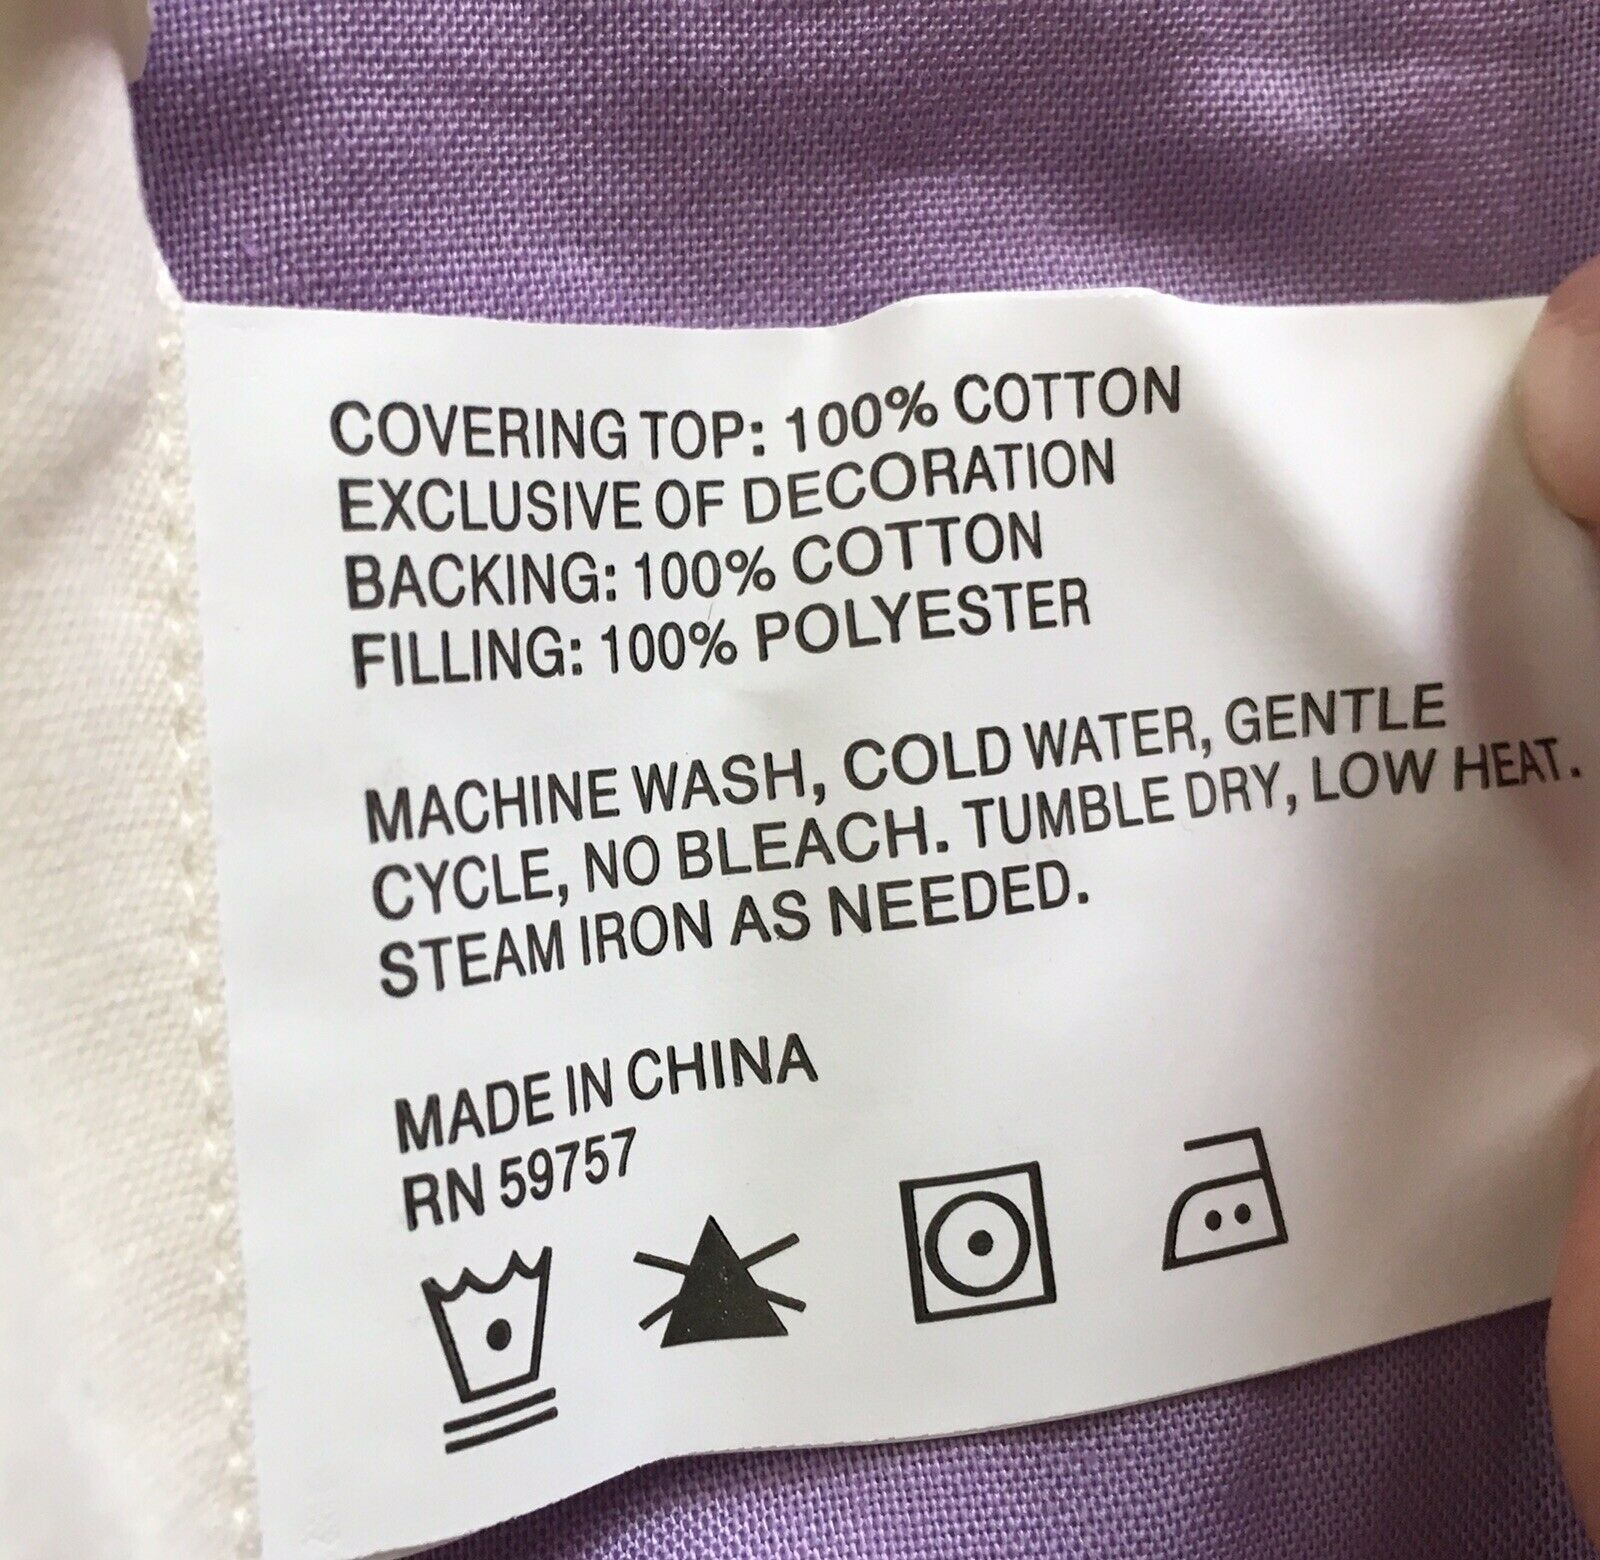 COVERING TOP: 100% COTTON
EXCLUSIVE OF DECORATION
BACKING: 100% COTTON
FILLING: 100% POLYESTER
MACHINE WASH, COLD WATER, GENTLE
CYCLE, NO BLEACH. TUMBLE DRY, LOW HEAT.
STEAM IRON AS NEEDED.
MADE IN CHINA
RN 59757